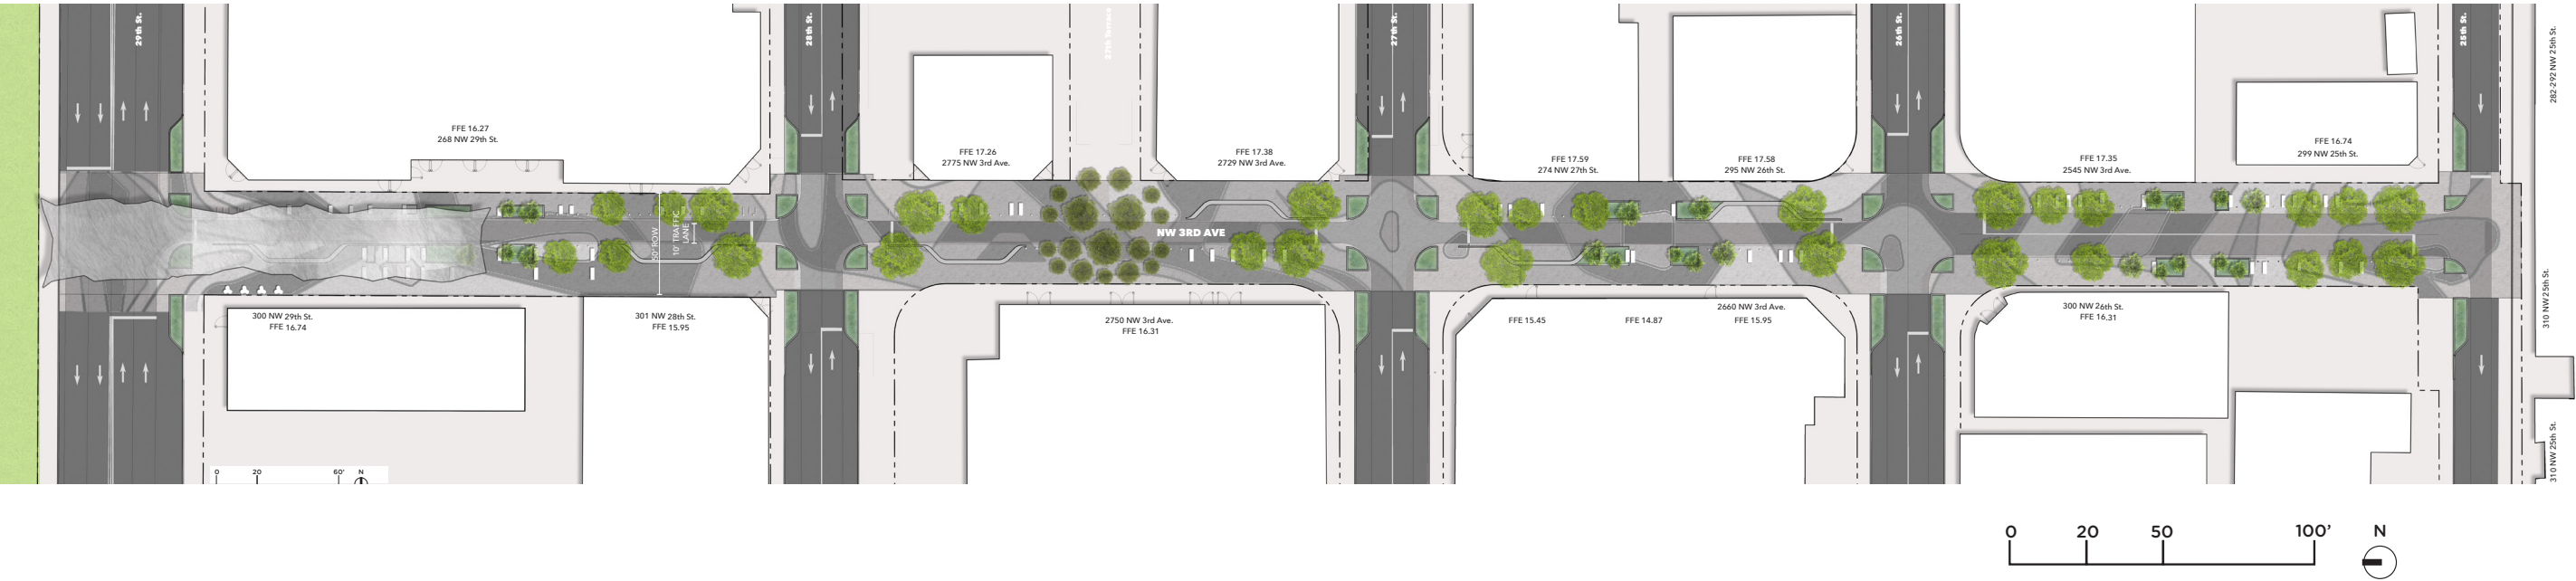 29th St.
28th St.
27th Terrace
27th St.
26th St.
25th St.
282-292 NW 25th St.
FFE 16.27
268 NW 29th St.
FFE 17.26
2775 NW 3rd Ave.
FFE 17.38
2729 NW 3rd Ave.
FFE 17.59
274 NW 27th St.
FFE 17.58
295 NW 26th St.
FFE 17.35
2545 NW 3rd Ave.
FFE 16.74
299 NW 25th St.
50' ROW
10' TRAFFIC
LANE
NW 3RD AVE
300 NW 29th St.
FFE 16.74
301 NW 28th St.
FFE 15.95
2750 NW 3rd Ave.
FFE 16.31
2660 NW 3rd Ave.
FFE 15.45 FFE 14.87 FFE 15.95
300 NW 26th St.
FFE 16.31
310 NW 25th St.
310 NW 25th St.
0 20 60' N
0 20 50 100' N